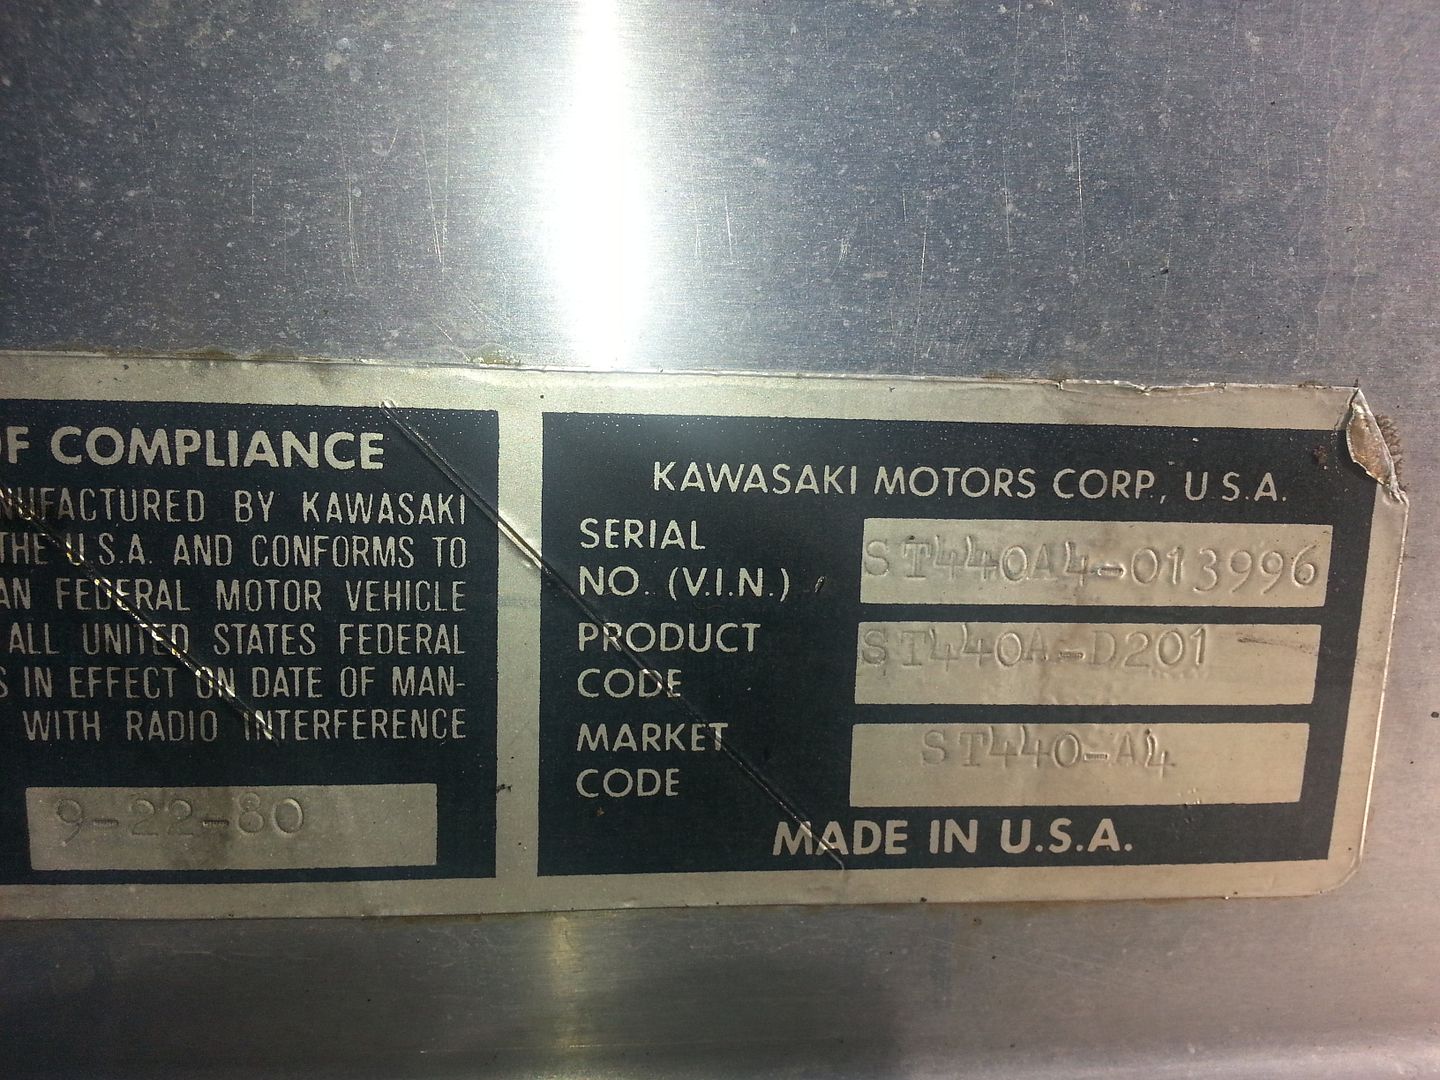 OF COMPLIANCE
NUFACTURED BY KAWASAKI
THE U.S.A. AND CONFORMS TO
AN FEDERAL MOTOR VEHICLE
ALL UNITED STATES FEDERAL
S IN EFFECT ON DATE OF MAN-
WITH RADIO INTERFERENCE
9-22-80
KAWASAKI MOTORS CORP., U.S.A.
SERIAL
NO. (V.I.N.) ST440A4-013996
PRODUCT
CODE ST440A-D201
MARKET
CODE ST440-A4
MADE IN U.S.A.